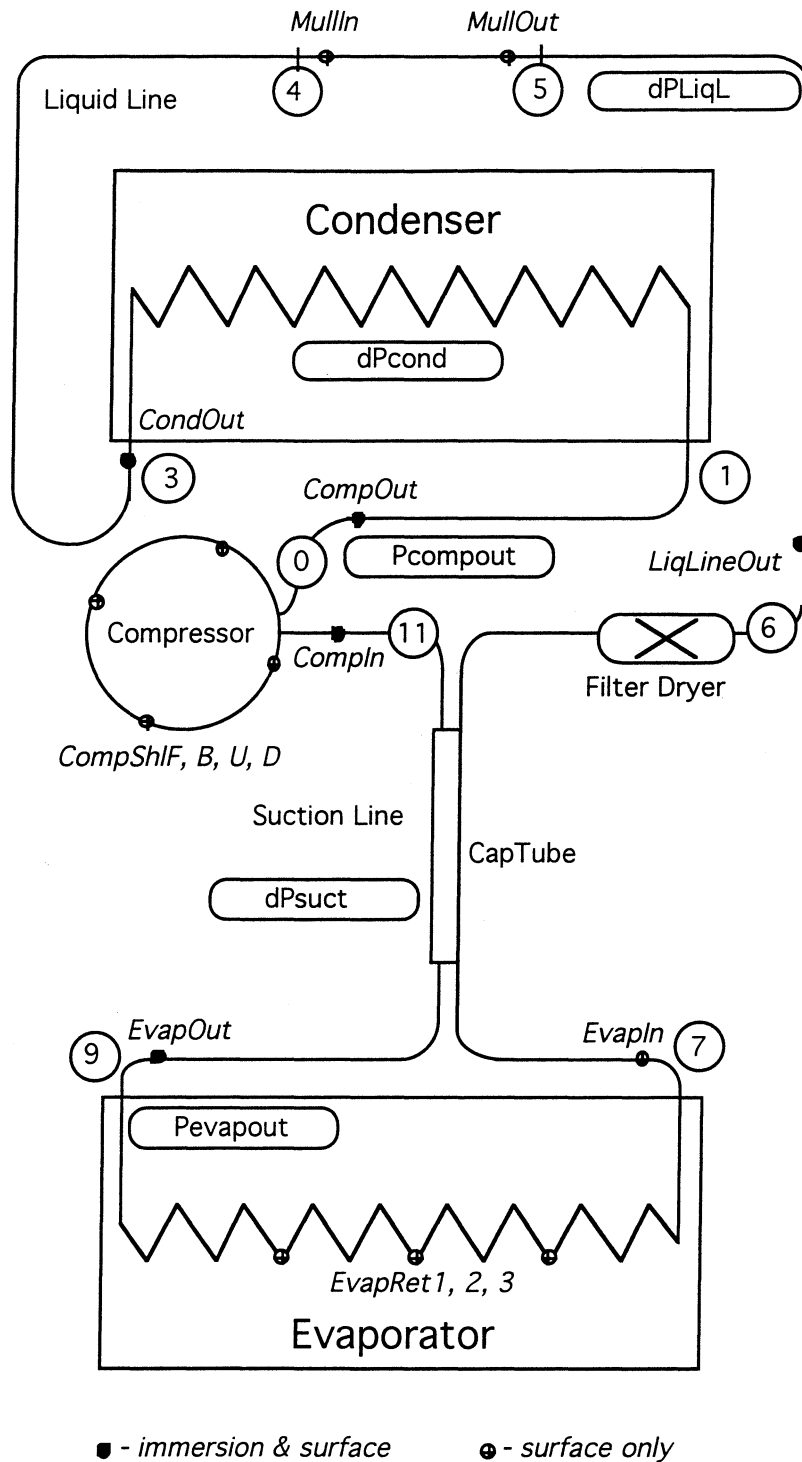 MullIn
MullOut
4
5
dPLiqL
Liquid Line
Condenser
dPcond
CondOut
3
1
CompOut
0
Pcompout
LiqLineOut
Compressor
11
6
CompIn
Filter Dryer
CompShlF, B, U, D
Suction Line
CapTube
dPsuct
EvapOut
EvapIn
9
7
Pevapout
EvapRet1, 2, 3
Evaporator
- immersion & surface
- surface only